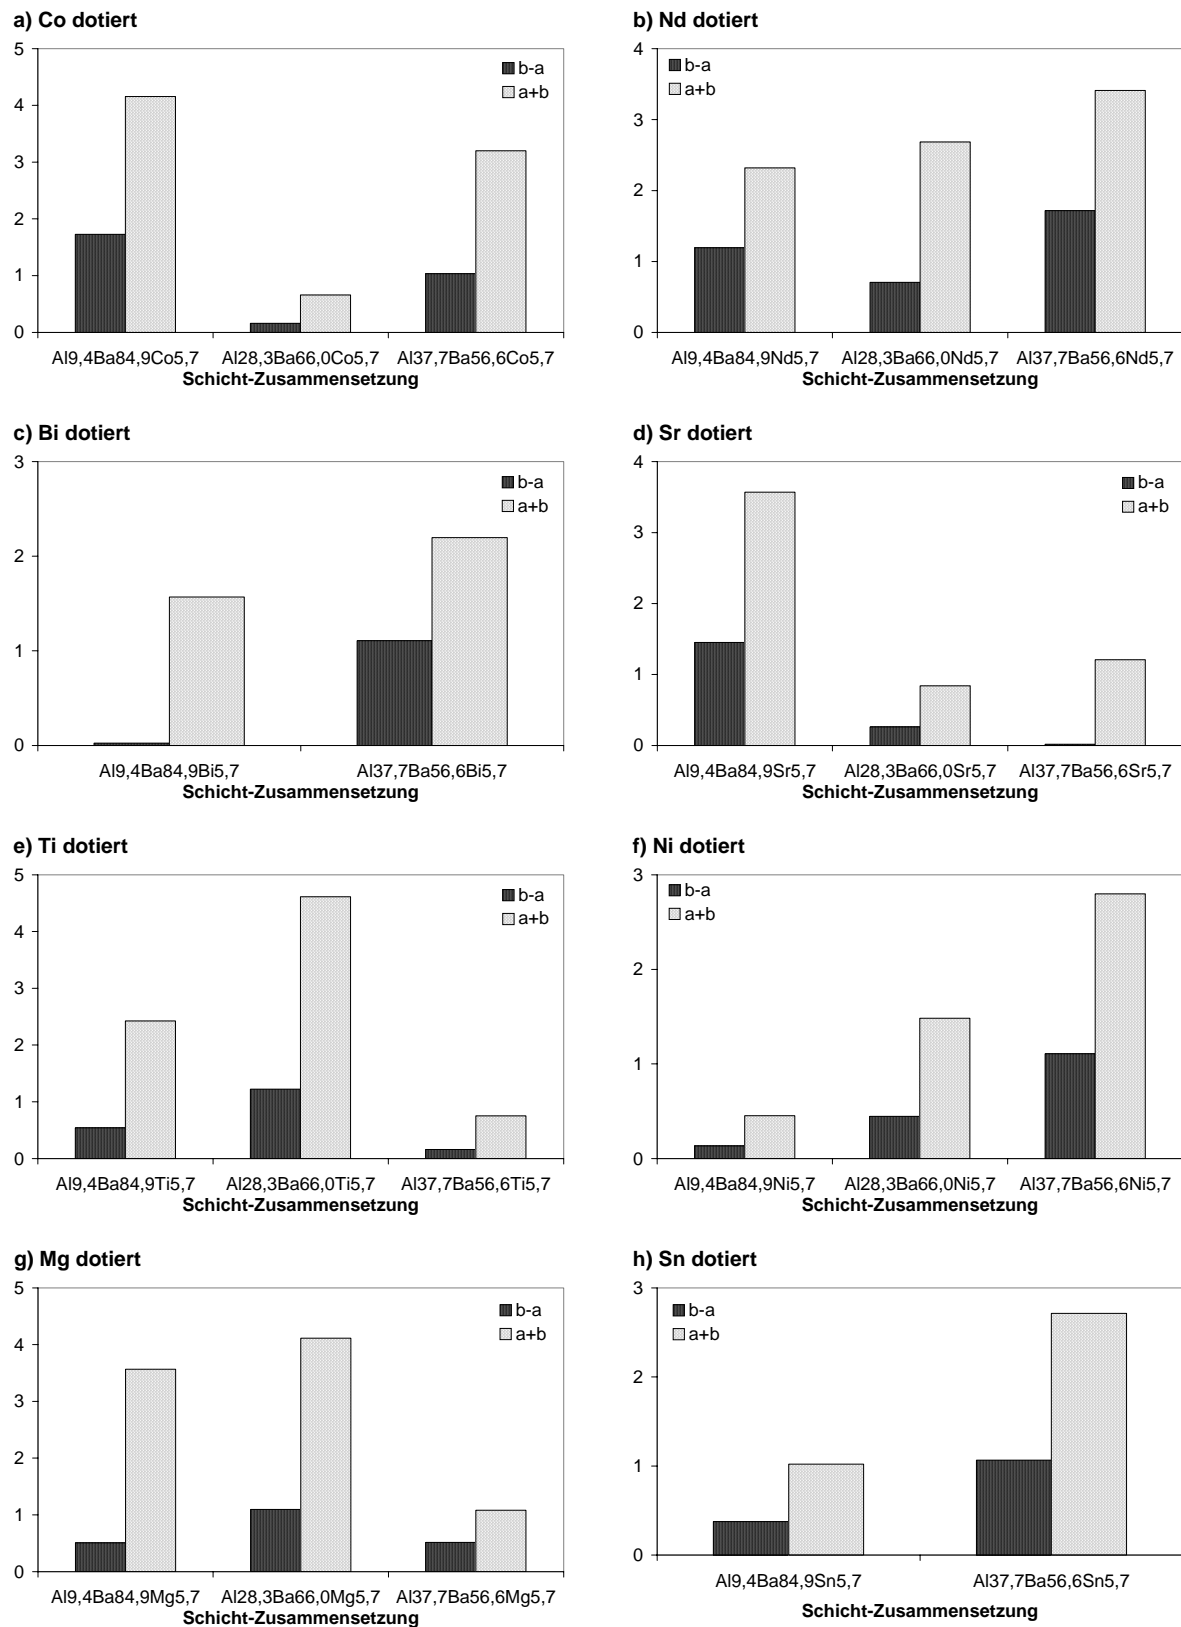 a) Co dotiert
5
4
3
2
1
0
b-a
a+b
Al9,4Ba84,9Co5,7 Al28,3Ba66,0Co5,7 Al37,7Ba56,6Co5,7
Schicht-Zusammensetzung
b) Nd dotiert
4
3
2
1
0
b-a
a+b
Al9,4Ba84,9Nd5,7 Al28,3Ba66,0Nd5,7 Al37,7Ba56,6Nd5,7
Schicht-Zusammensetzung
c) Bi dotiert
3
2
1
0
b-a
a+b
Al9,4Ba84,9Bi5,7 Al37,7Ba56,6Bi5,7
Schicht-Zusammensetzung
d) Sr dotiert
4
3
2
1
0
b-a
a+b
Al9,4Ba84,9Sr5,7 Al28,3Ba66,0Sr5,7 Al37,7Ba56,6Sr5,7
Schicht-Zusammensetzung
e) Ti dotiert
5
4
3
2
1
0
b-a
a+b
Al9,4Ba84,9Ti5,7 Al28,3Ba66,0Ti5,7 Al37,7Ba56,6Ti5,7
Schicht-Zusammensetzung
f) Ni dotiert
3
2
1
0
b-a
a+b
Al9,4Ba84,9Ni5,7 Al28,3Ba66,0Ni5,7 Al37,7Ba56,6Ni5,7
Schicht-Zusammensetzung
g) Mg dotiert
5
4
3
2
1
0
b-a
a+b
Al9,4Ba84,9Mg5,7 Al28,3Ba66,0Mg5,7 Al37,7Ba56,6Mg5,7
Schicht-Zusammensetzung
h) Sn dotiert
3
2
1
0
b-a
a+b
Al9,4Ba84,9Sn5,7 Al37,7Ba56,6Sn5,7
Schicht-Zusammensetzung